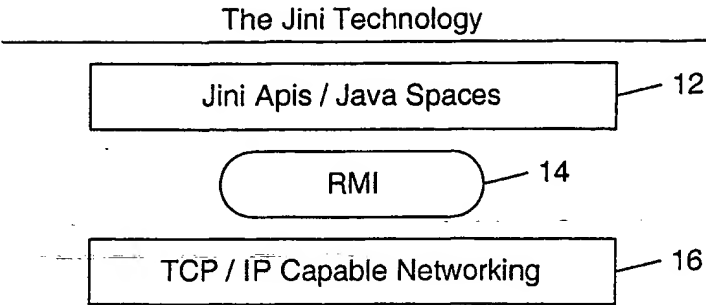 The Jini Technology
Jini Apis / Java Spaces
12
RMI
14
TCP / IP Capable Networking
16